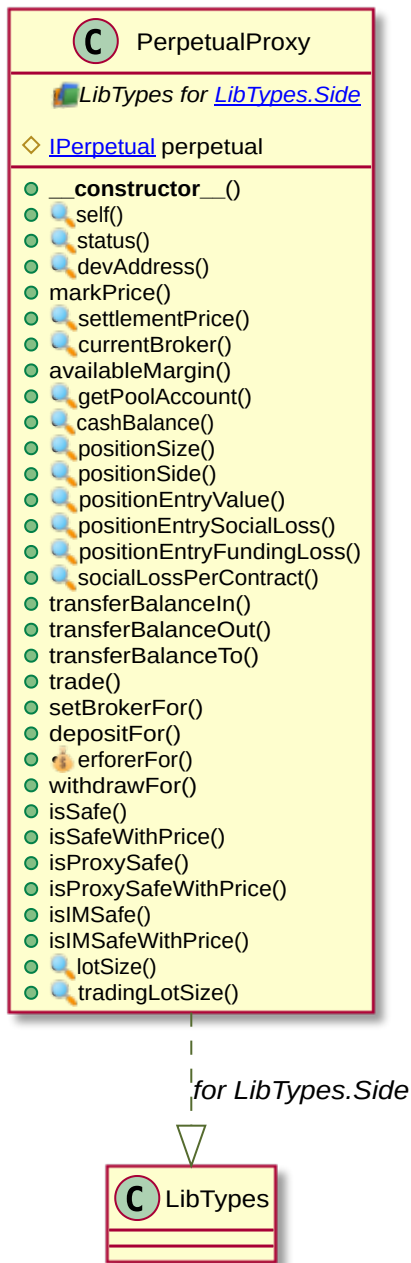 C PerpetualProxy
LibTypes for LibTypes.Side
IPerpetual perpetual
__constructor__()
self()
status()
devAddress()
markPrice()
settlementPrice()
currentBroker()
availableMargin()
getPoolAccount()
cashBalance()
positionSize()
positionSide()
positionEntryValue()
positionEntrySocialLoss()
positionEntryFundingLoss()
socialLossPerContract()
transferBalanceIn()
transferBalanceOut()
transferBalanceTo()
trade()
setBrokerFor()
depositFor()
erforerFor()
withdrawFor()
isSafe()
isSafeWithPrice()
isProxySafe()
isProxySafeWithPrice()
isIMSafe()
isIMSafeWithPrice()
lotSize()
tradingLotSize()
for LibTypes.Side
C LibTypes